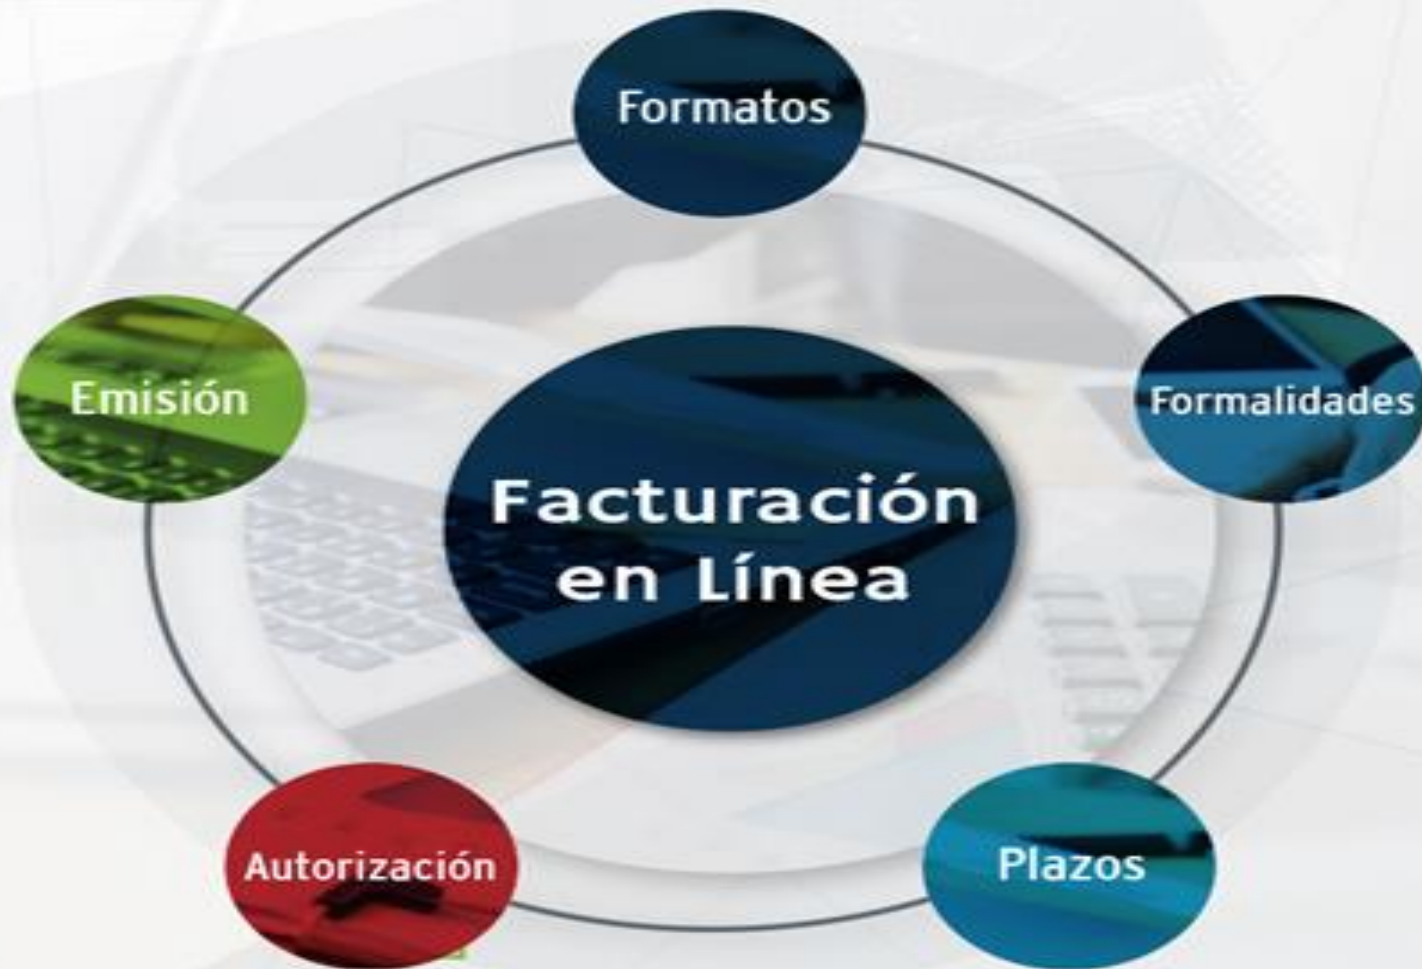 Formatos
Emisión
Formalidades
Facturación
en Línea
Autorización
Plazos